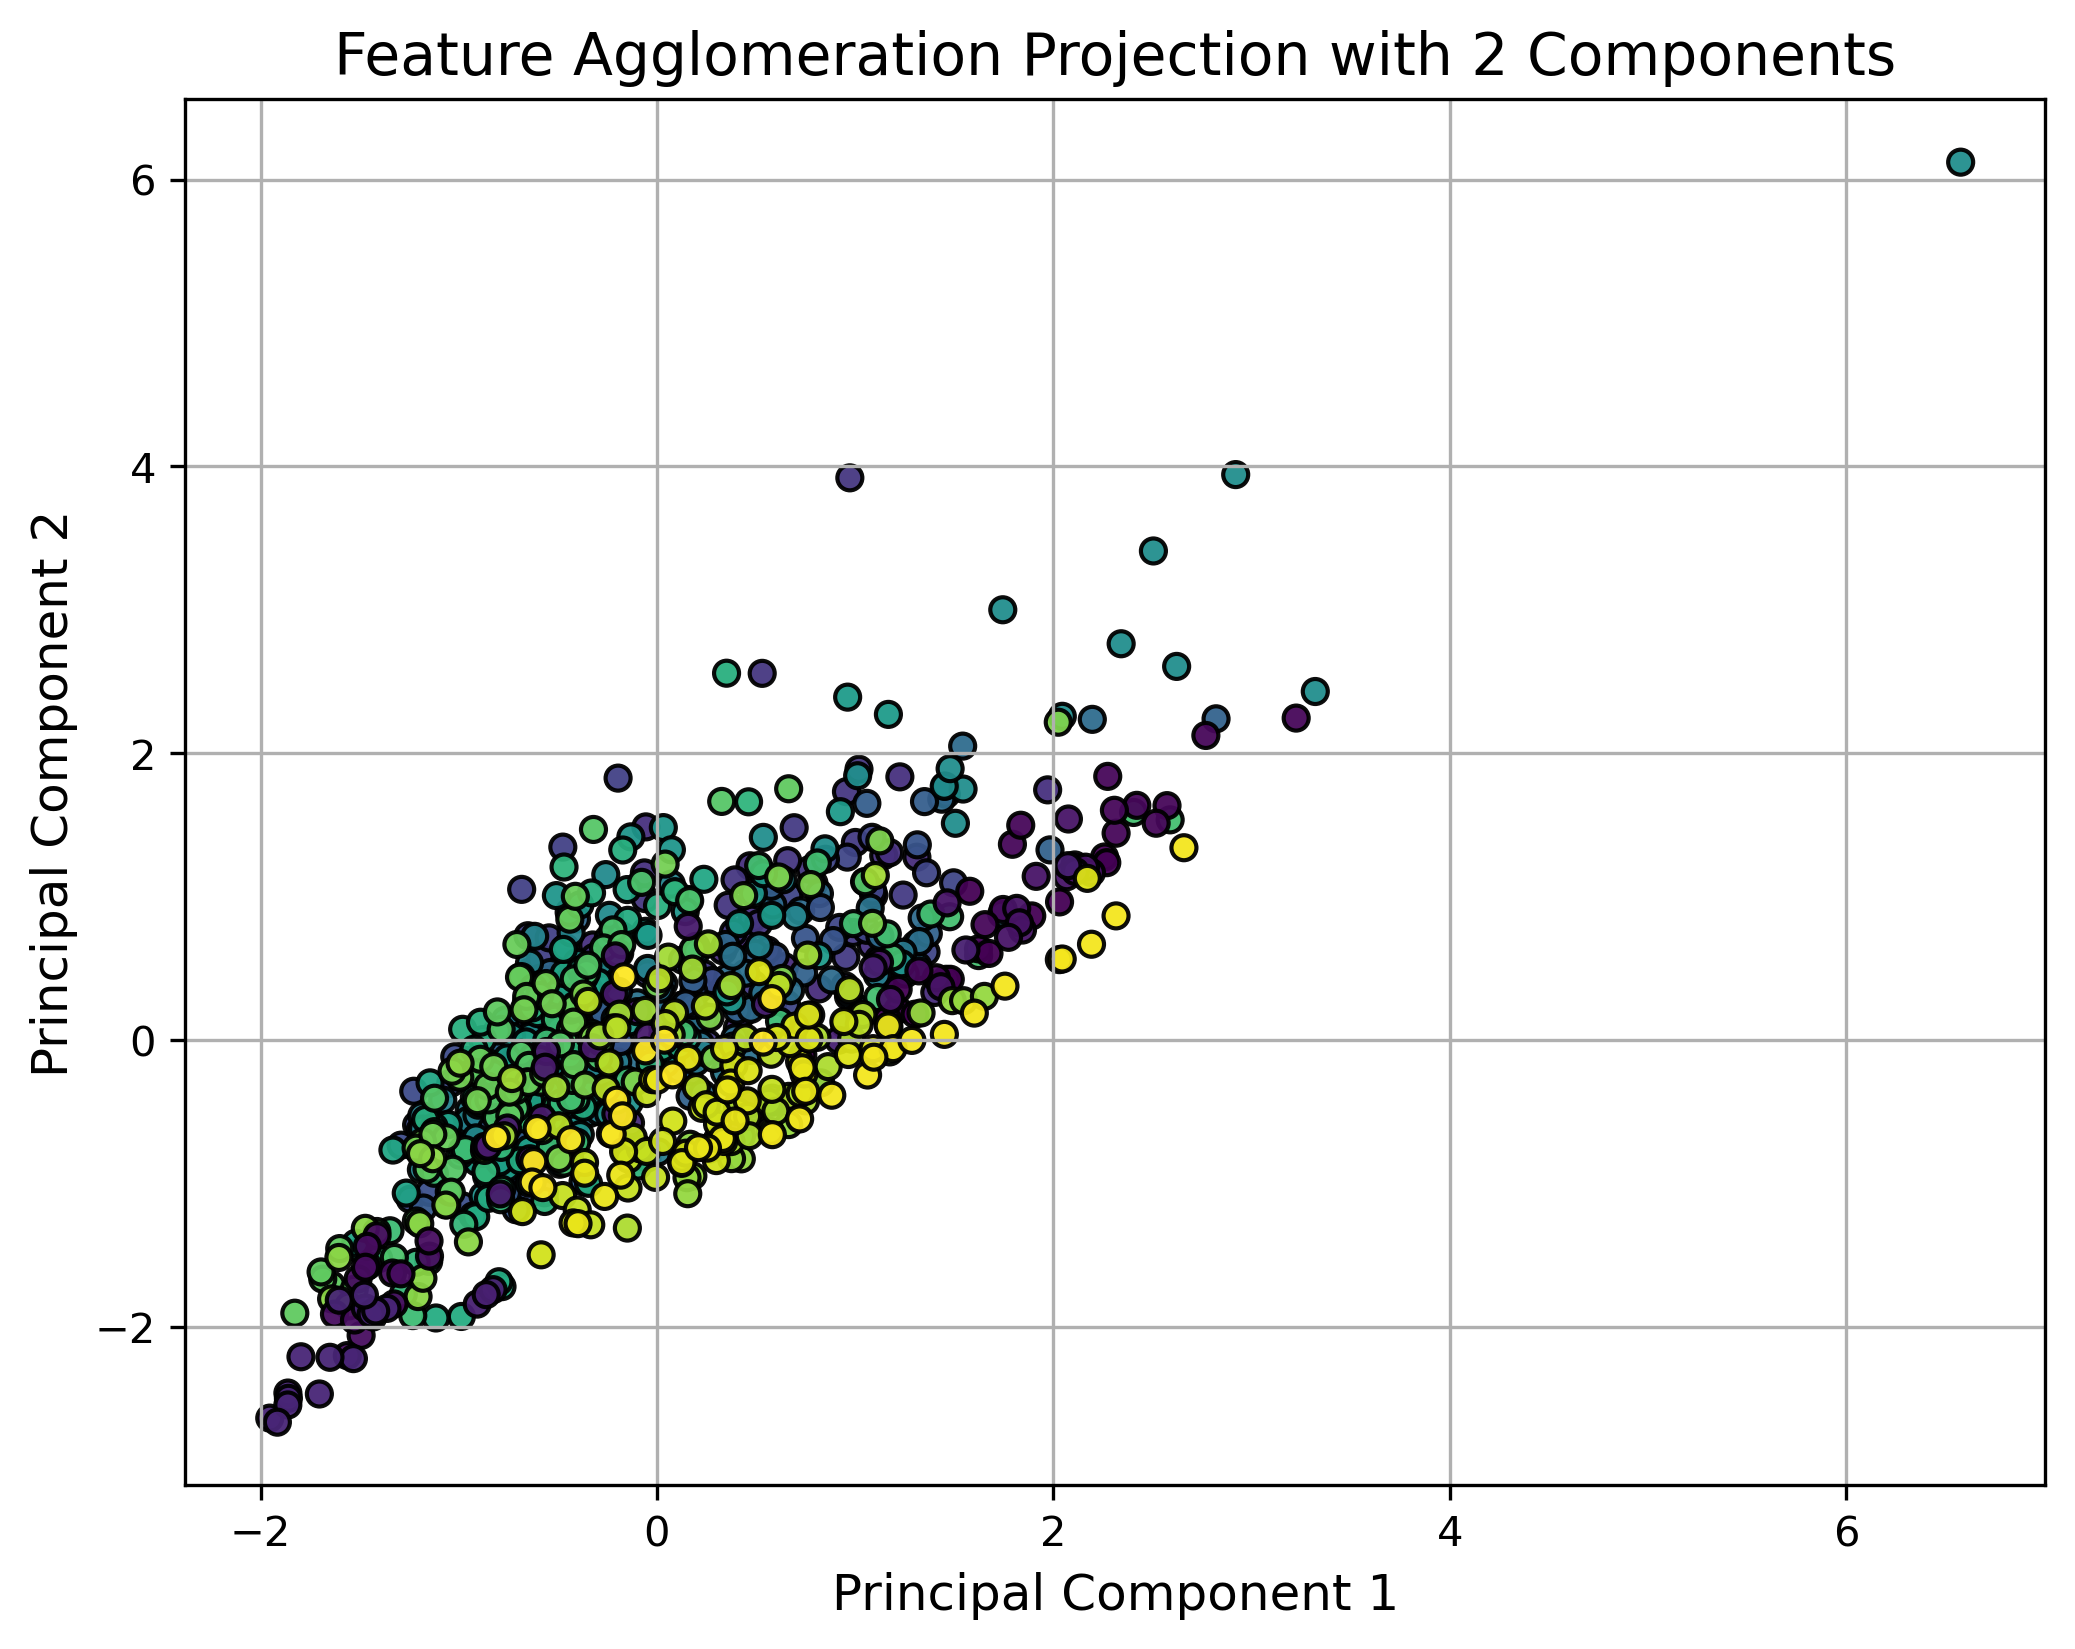 Feature Agglomeration Projection with 2 Components
6
4
2
0
−2
Principal Component 2
−2 0 2 4 6
Principal Component 1